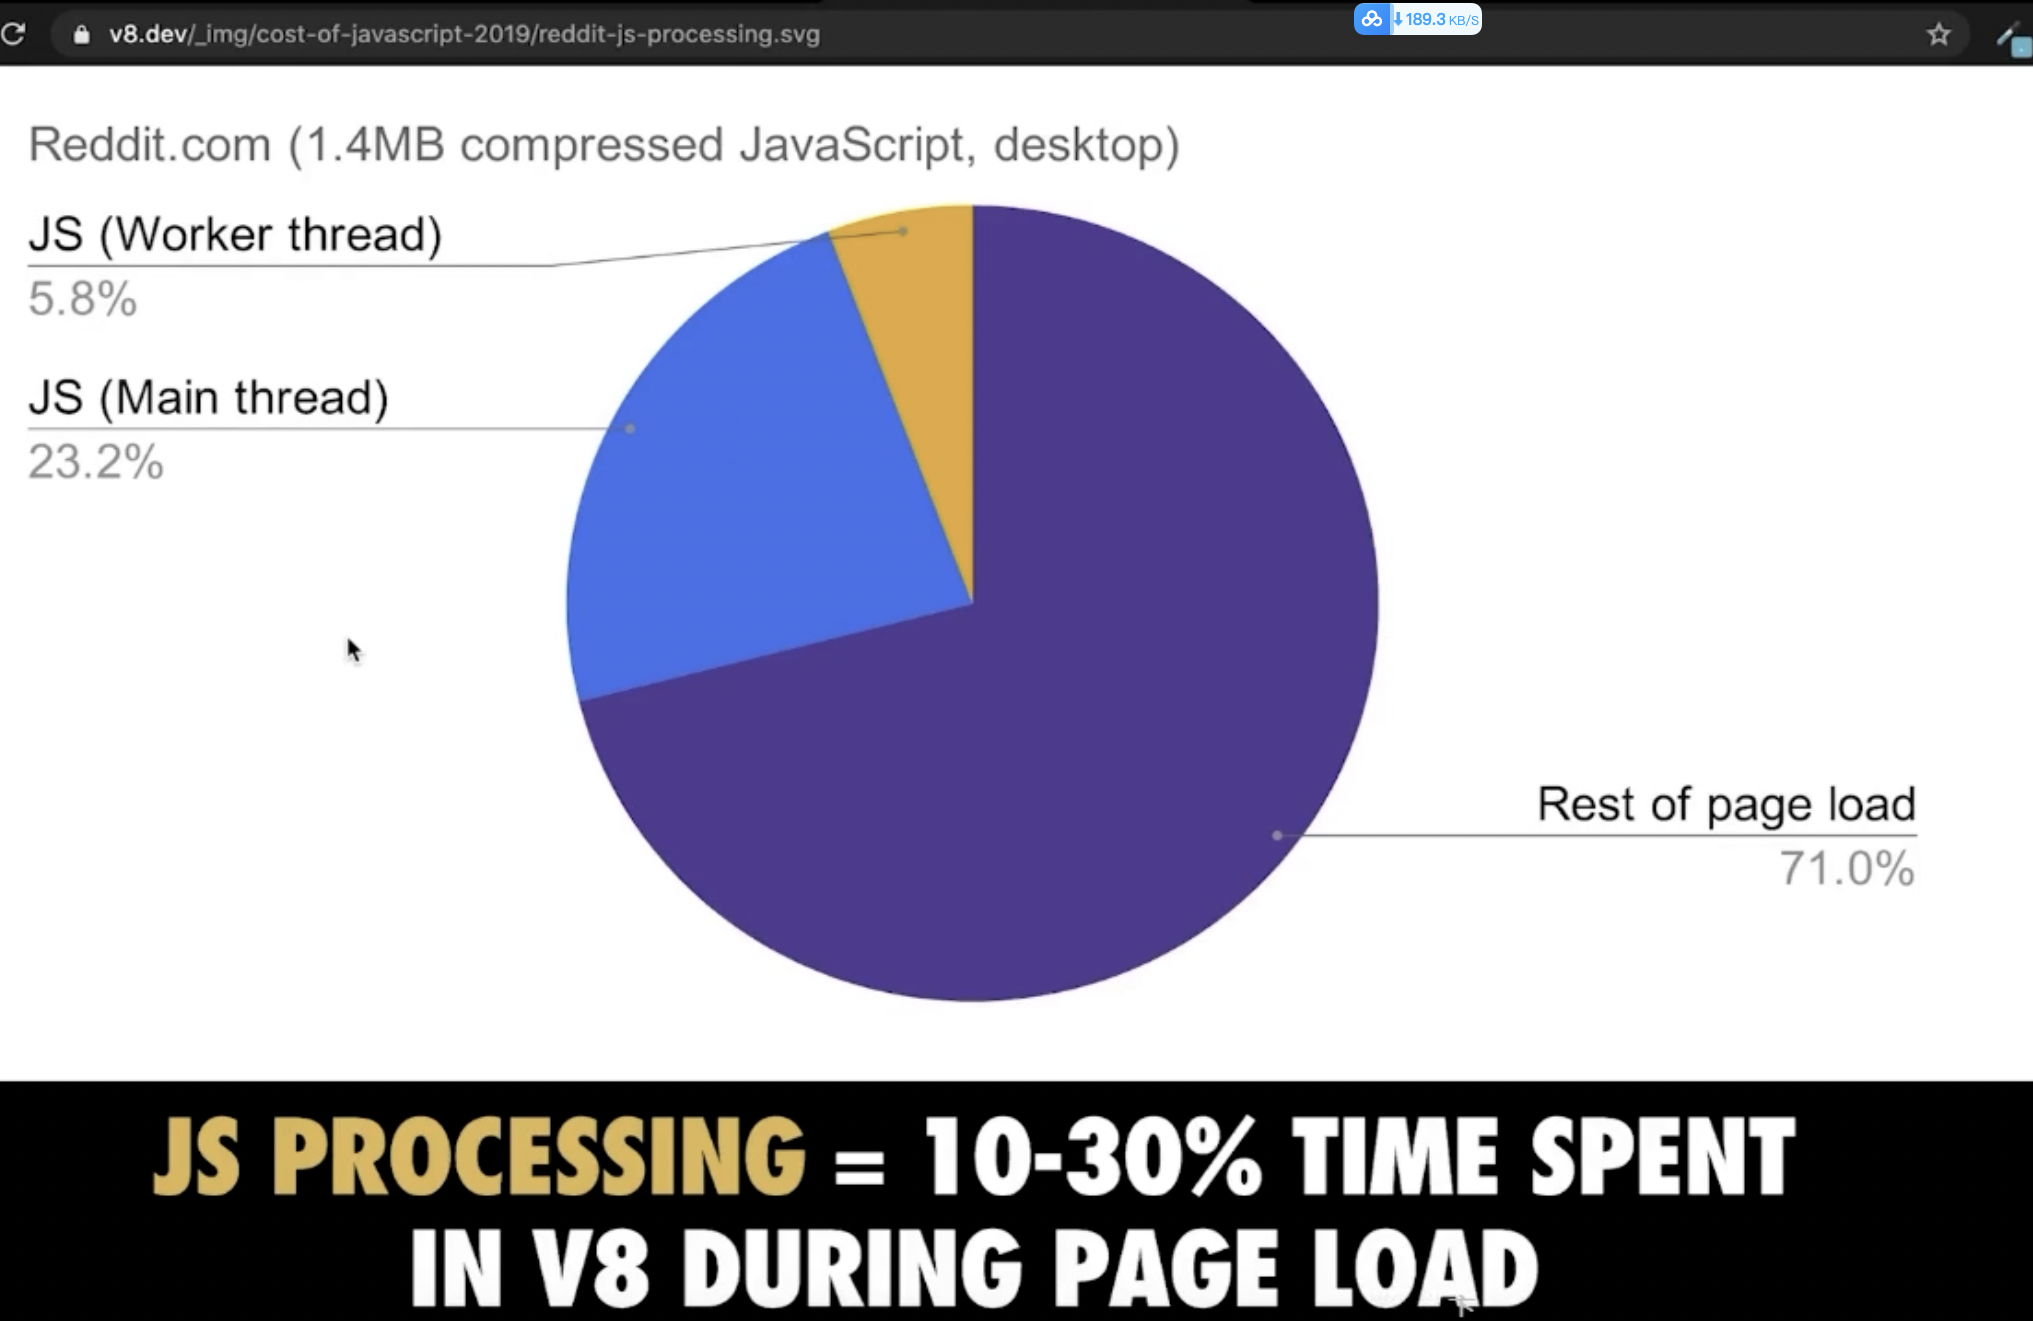 v8.dev/_img/cost-of-javascript-2019/reddit-js-processing.svg
189.3 KB/S
Reddit.com (1.4MB compressed JavaScript, desktop)
JS (Worker thread)
5.8%
JS (Main thread)
23.2%
Rest of page load
71.0%
JS PROCESSING = 10-30% TIME SPENT
IN V8 DURING PAGE LOAD